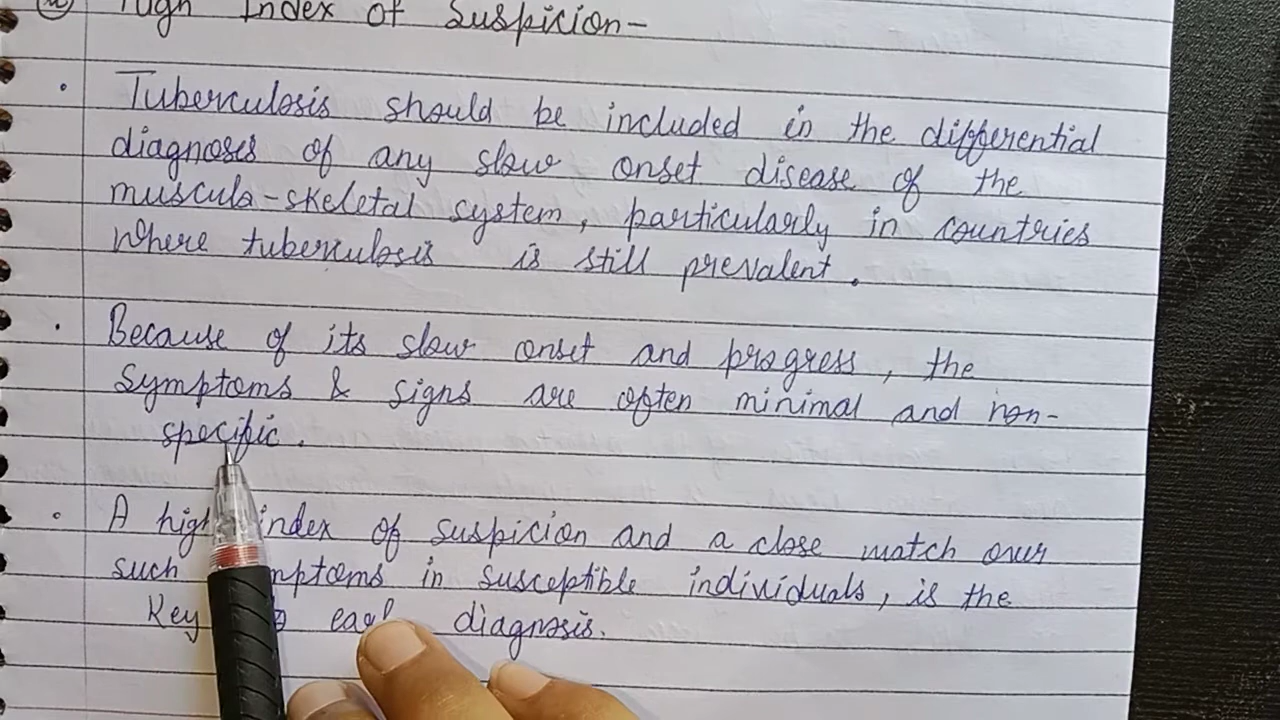 High Index of Suspicion-
• Tuberculosis should be included in the differential
diagnoses of any slow onset disease of the
musculo-skeletal system, particularly in countries
where tuberculosis is still prevalent.
• Because of its slow onset and progress, the
symptoms & signs are often minimal and non-
specific.
• A high index of suspicion and a close watch over
such symptoms in susceptible individuals, is the
Key diagnosis.